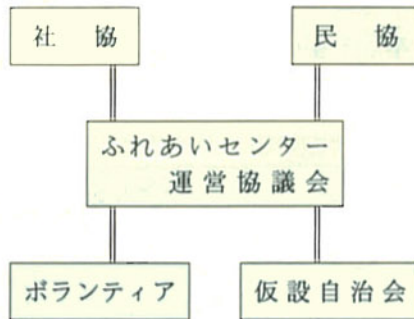 社協
民協
ふれあいセンター
運営協議会
ボランティア
仮設自治会